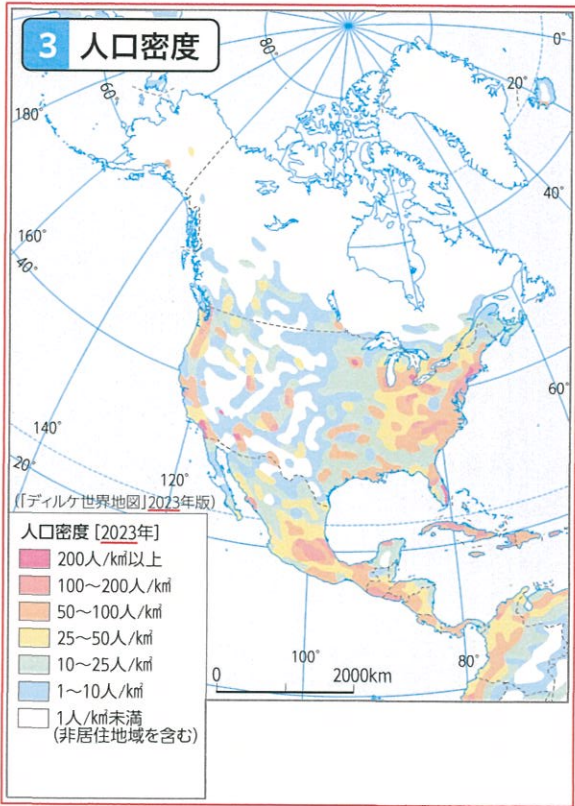 3 人口密度
80°
0°
60°
20°
180°
40°
160°
40°
60°
140°
20°
120°
(「ディルケ世界地図」2023年版)
人口密度 [2023年]
200人/㎢以上
100～200人/㎢
50～100人/㎢
25～50人/㎢
10～25人/㎢
1～10人/㎢
1人/㎢未満
(非居住地域を含む)
100°
80°
0 2000km